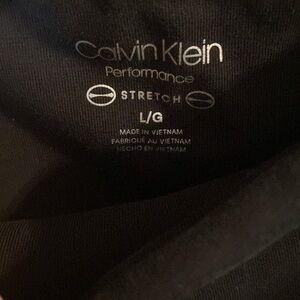 Calvin Klein
Performance
STRETCH
L/G
MADE IN VIETNAM
FABRIQUÉ AU VIETNAM
HECHO EN VIETNAM